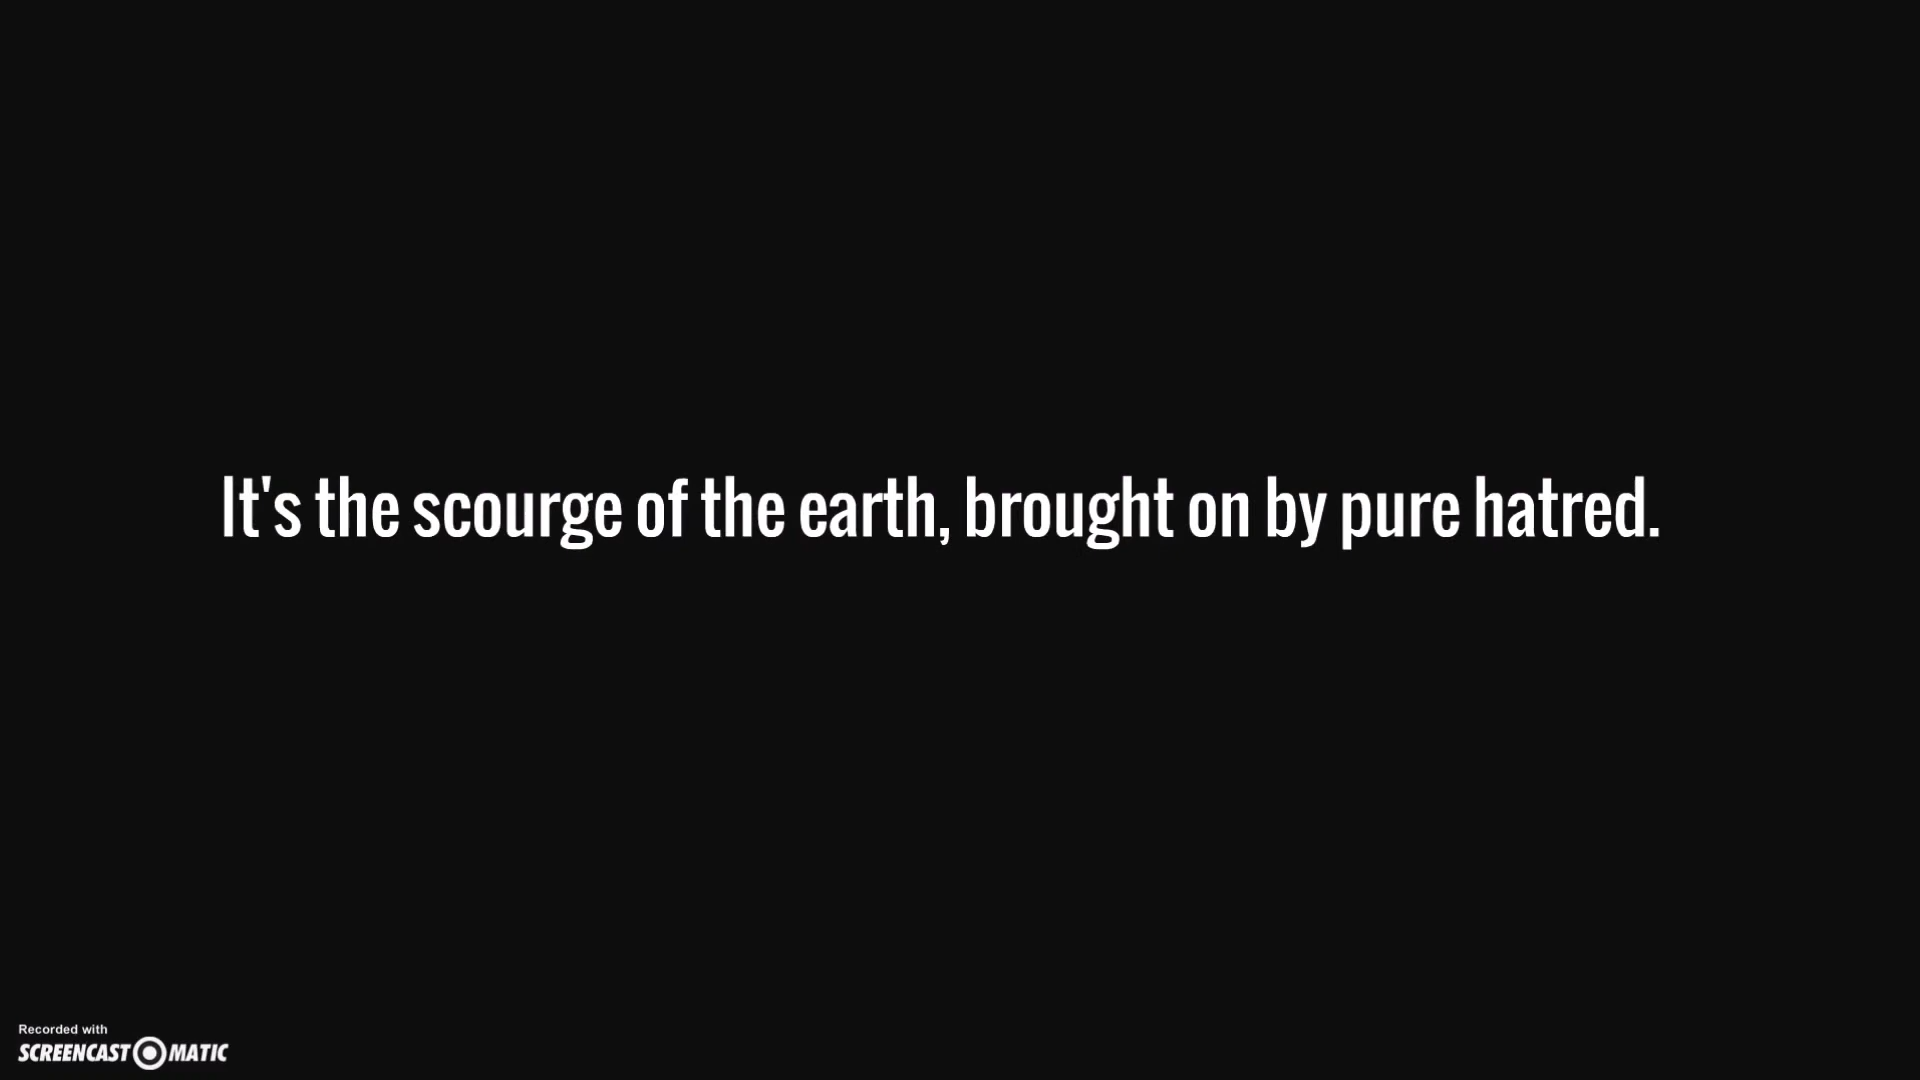 It's the scourge of the earth, brought on by pure hatred.
Recorded with
SCREENCAST MATIC